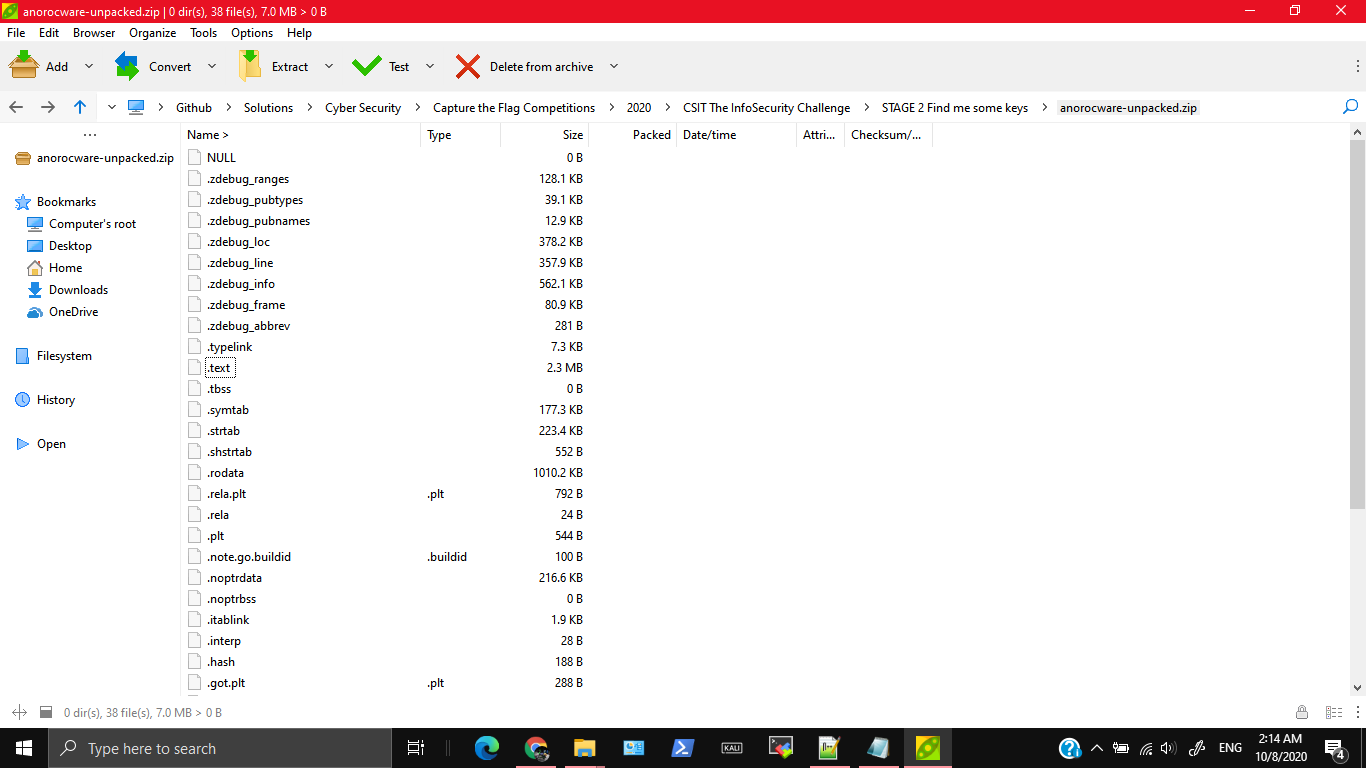 anorocware-unpacked.zip | 0 dir(s), 38 file(s), 7.0 MB > 0 B
File Edit Browser Organize Tools Options Help
Add Convert Extract Test Delete from archive
Github Solutions Cyber Security Capture the Flag Competitions 2020 CSIT The InfoSecurity Challenge STAGE 2 Find me some keys anorocware-unpacked.zip
... Name > Type Size Packed Date/time Attri... Checksum/...
anorocware-unpacked.zip
Bookmarks
Computer's root
Desktop
Home
Downloads
OneDrive
Filesystem
History
Open
NULL 0 B
.zdebug_ranges 128.1 KB
.zdebug_pubtypes 39.1 KB
.zdebug_pubnames 12.9 KB
.zdebug_loc 378.2 KB
.zdebug_line 357.9 KB
.zdebug_info 562.1 KB
.zdebug_frame 80.9 KB
.zdebug_abbrev 281 B
.typelink 7.3 KB
.text 2.3 MB
.tbss 0 B
.symtab 177.3 KB
.strtab 223.4 KB
.shstrtab 552 B
.rodata 1010.2 KB
.rela.plt .plt 792 B
.rela 24 B
.plt 544 B
.note.go.buildid .buildid 100 B
.noptrdata 216.6 KB
.noptrbss 0 B
.itablink 1.9 KB
.interp 28 B
.hash 188 B
.got.plt .plt 288 B
0 dir(s), 38 file(s), 7.0 MB > 0 B
Type here to search
KALI
ENG
2:14 AM
10/8/2020
4